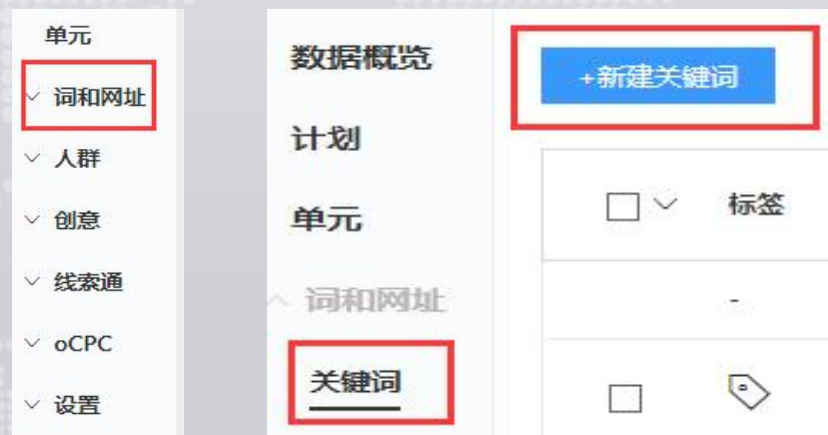 单元
词和网址
人群
创意
线索通
oCPC
设置
数据概览
计划
单元
词和网址
关键词
+新建关键词
标签
-